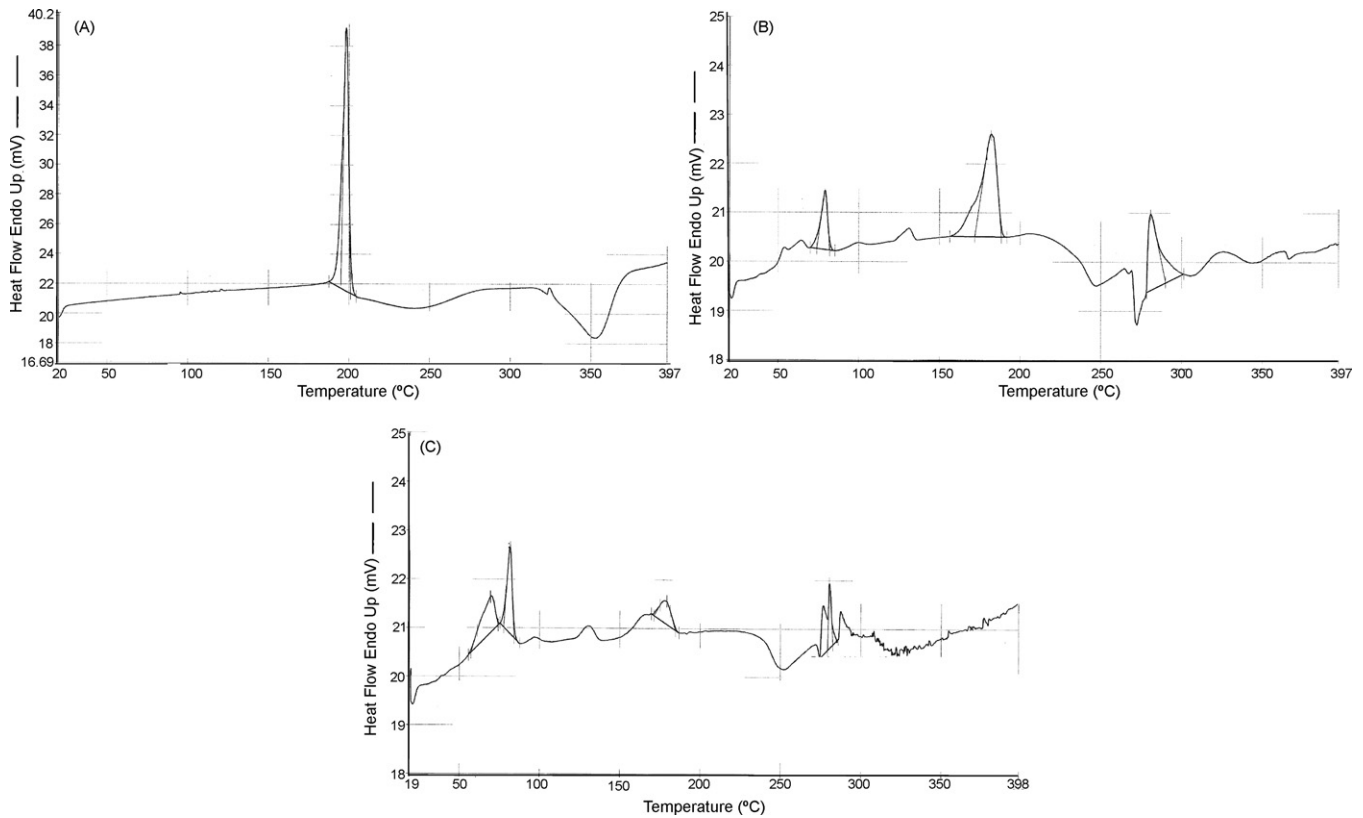 (A)
40.2
38
36
34
32
30
28
26
24
22
20
18
16.69
Heat Flow Endo Up (mV)
20 50 100 150 200 250 300 350 397
Temperature (ºC)
(B)
25
24
23
22
21
20
19
18
Heat Flow Endo Up (mV)
20 50 100 150 200 250 300 350 397
Temperature (ºC)
(C)
25
24
23
22
21
20
19
18
Heat Flow Endo Up (mV)
19 50 100 150 200 250 300 350 398
Temperature (ºC)